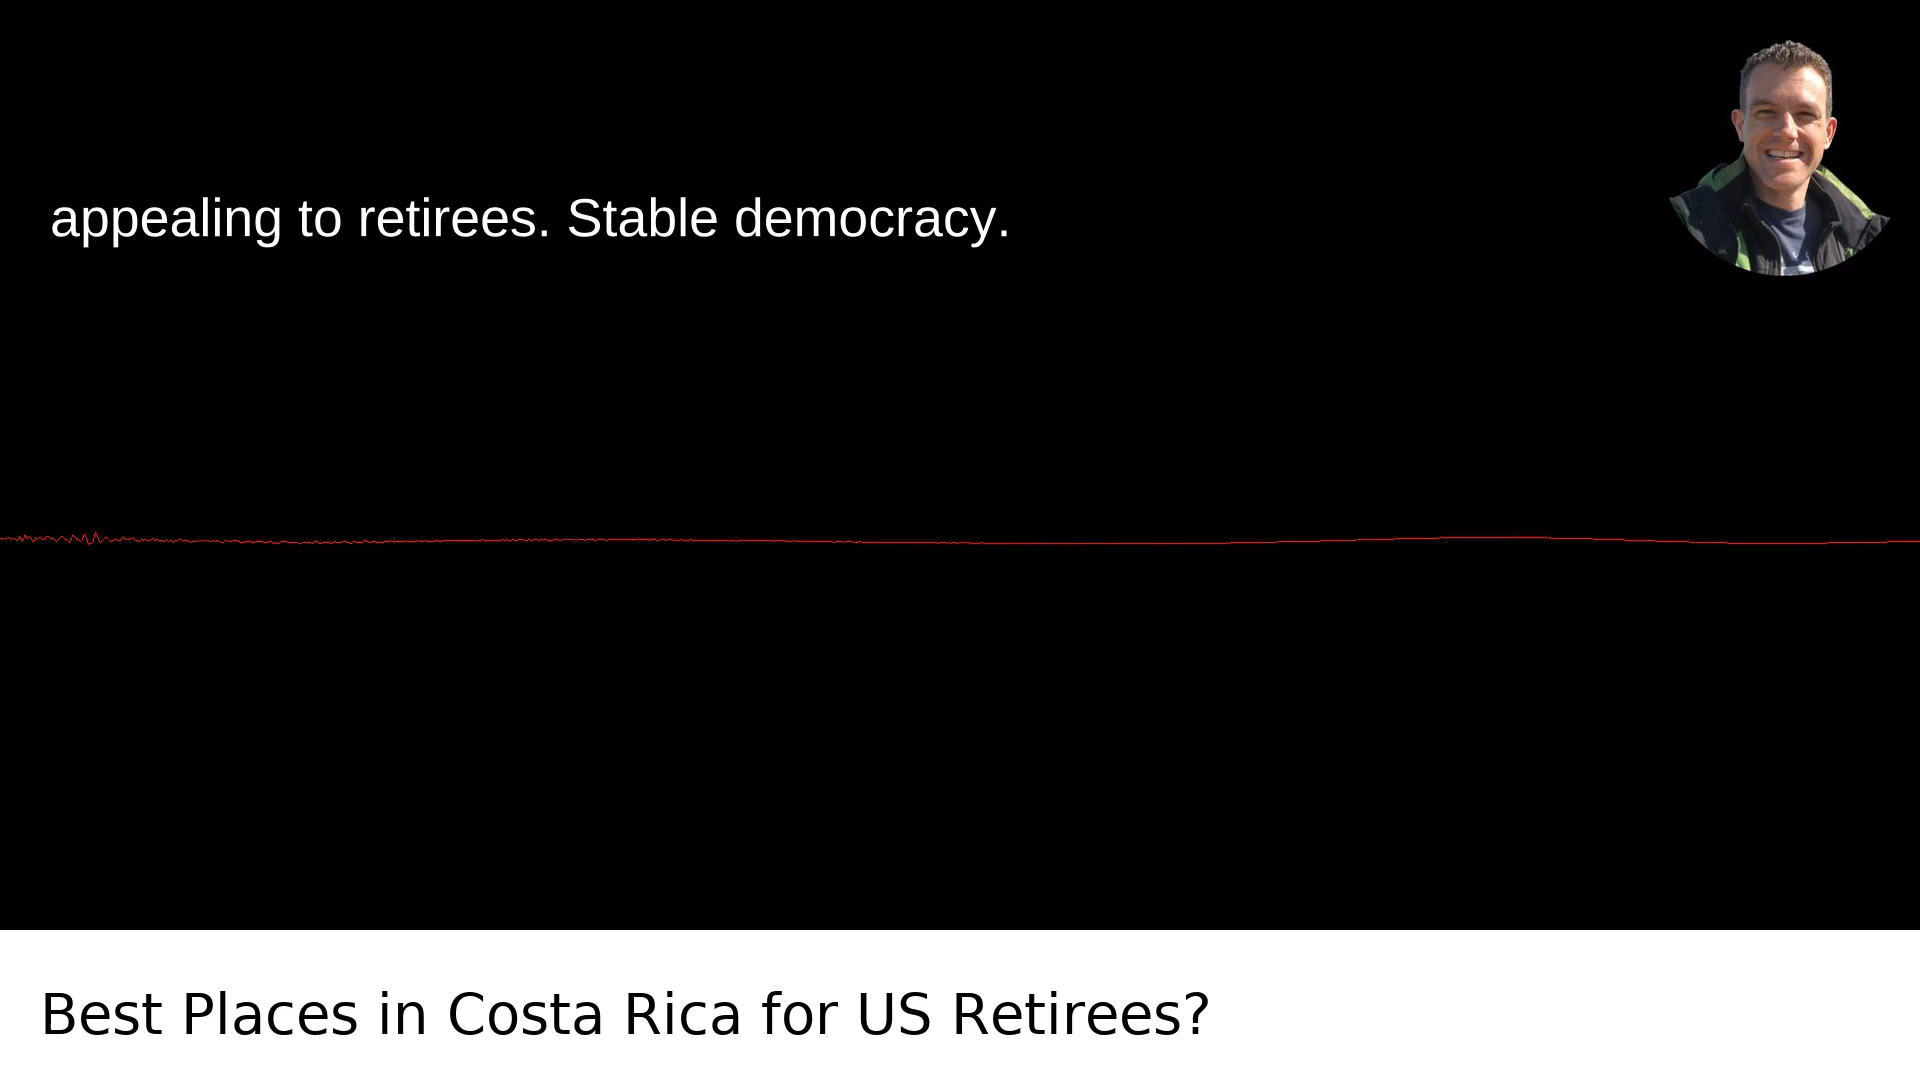 appealing to retirees. Stable democracy.
Best Places in Costa Rica for US Retirees?